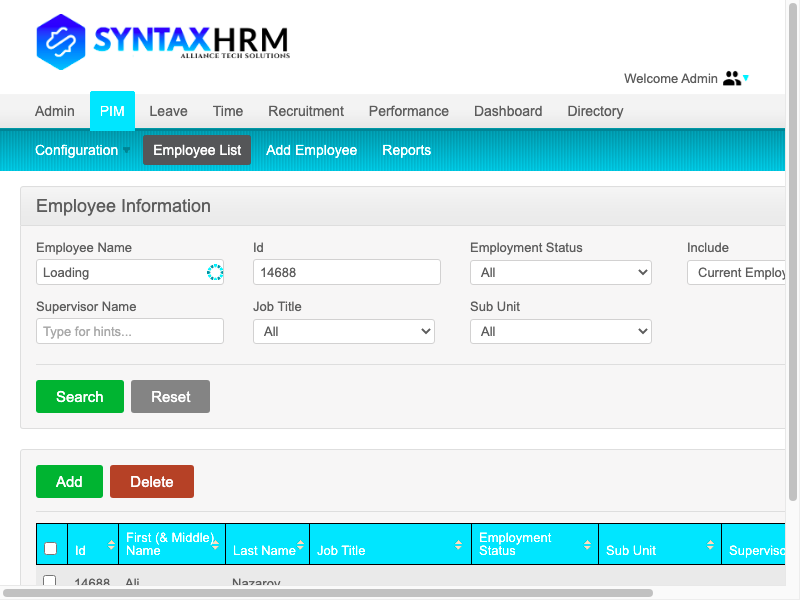 SYNTAXHRM
ALLIANCE TECH SOLUTIONS
Welcome Admin
Admin PIM Leave Time Recruitment Performance Dashboard Directory
Configuration Employee List Add Employee Reports
Employee Information
Employee Name Id Employment Status Include
Loading 14688 All Current Employ
Supervisor Name Job Title Sub Unit
Type for hints... All All
Search Reset
Add Delete
Id First (& Middle) Name Last Name Job Title Employment Status Sub Unit Superviso
14688 Ali Nazarov